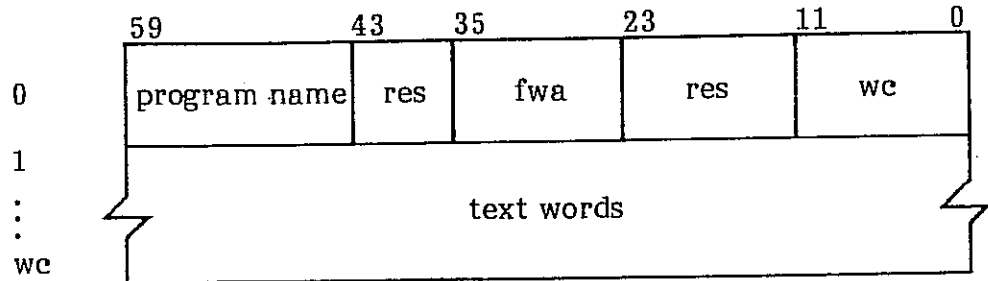 59 43 35 23 11 0
0 program name res fwa res wc
1
text words
:
wc